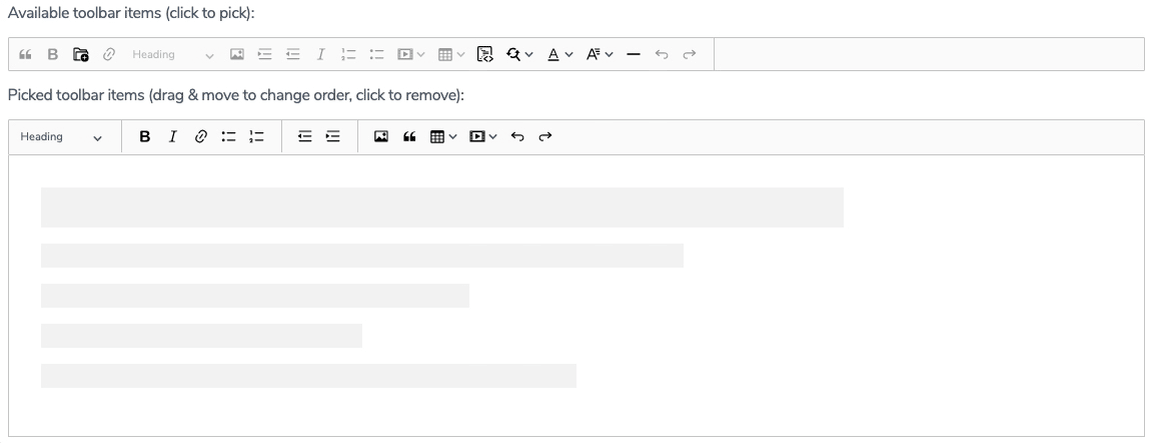 Available toolbar items (click to pick):
Heading
Picked toolbar items (drag & move to change order, click to remove):
Heading